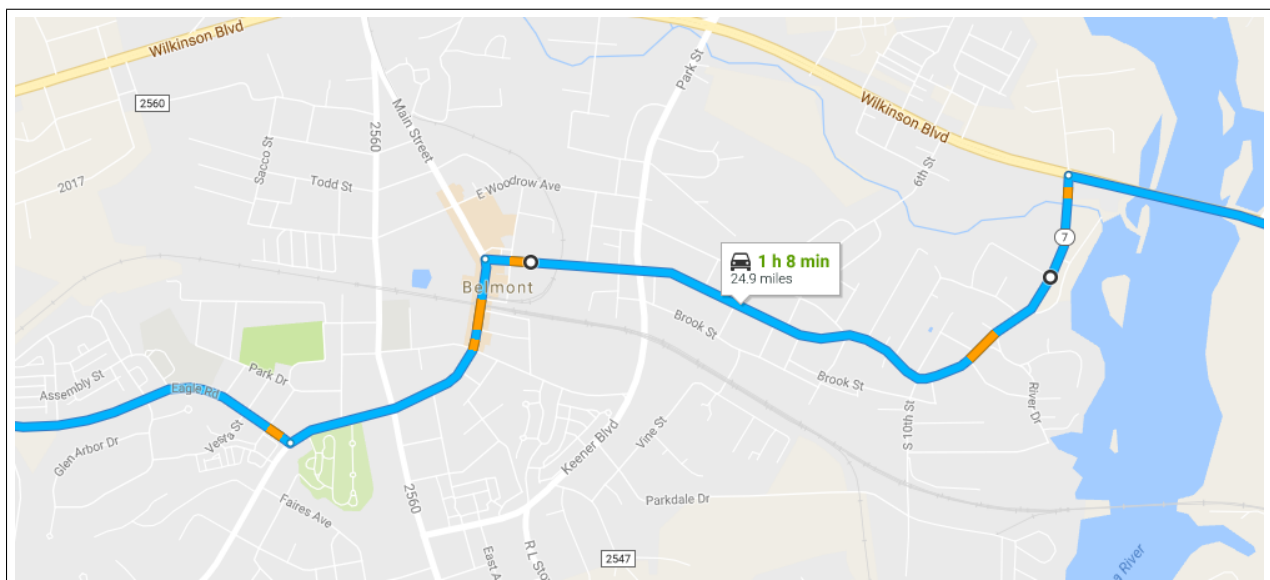 Wilkinson Blvd
2560
Park St
Main Street
Wilkinson Blvd
2560
Sacco St
Todd St
2017
E Woodrow Ave
6th St
7
1 h 8 min
24.9 miles
Belmont
Brook St
Brook St
Park Dr
Assembly St
Eagle Rd
River Dr
Glen Arbor Dr
Vesta St
S 10th St
Vine St
Keener Blvd
2560
Parkdale Dr
Faires Ave
East A
R L Sto
2547
a River